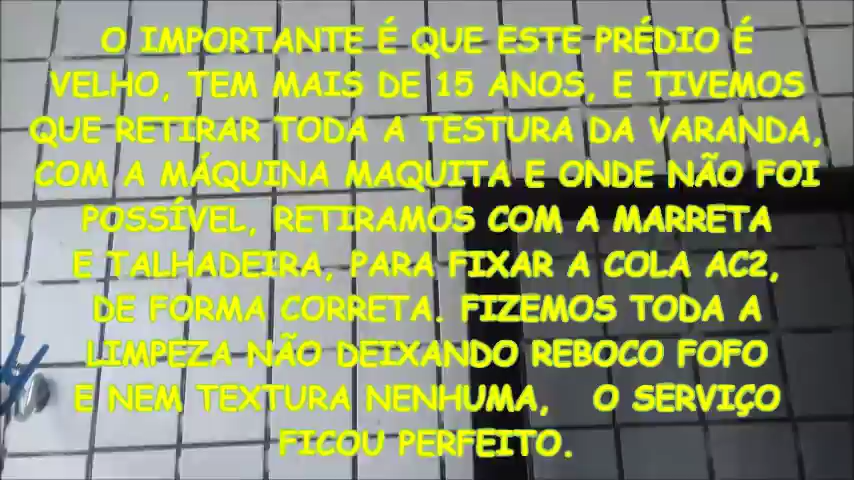 O IMPORTANTE É QUE ESTE PRÉDIO É
VELHO, TEM MAIS DE 15 ANOS, E TIVEMOS
QUE RETIRAR TODA A TESTURA DA VARANDA,
COM A MÁQUINA MAQUITA E ONDE NÃO FOI
POSSÍVEL, RETIRAMOS COM A MARRETA
E TALHADEIRA, PARA FIXAR A COLA AC2,
DE FORMA CORRETA. FIZEMOS TODA A
LIMPEZA NÃO DEIXANDO REBOCO FOFO
E NEM TEXTURA NENHUMA, O SERVIÇO
FICOU PERFEITO.